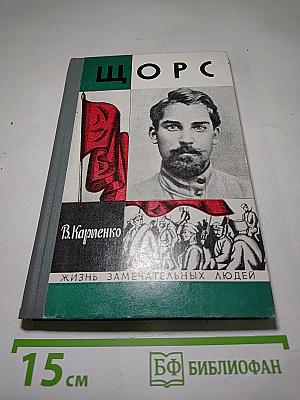 ЩОРС
В. Карпенко
ЖИЗНЬ ЗАМЕЧАТЕЛЬНЫХ ЛЮДЕЙ
15 см
БФ БИБЛИОФАН